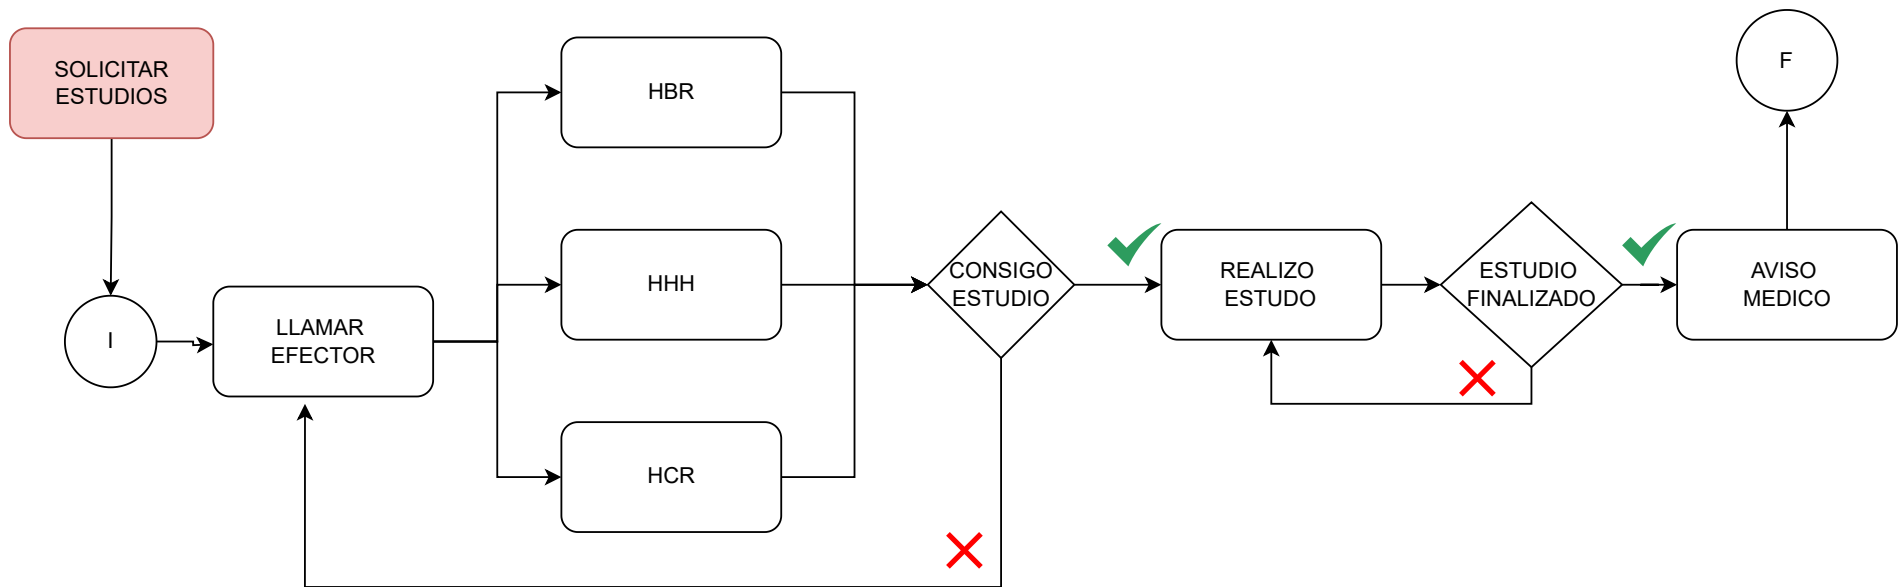 SOLICITAR
ESTUDIOS
I
LLAMAR
EFECTOR
HBR
HHH
HCR
CONSIGO
ESTUDIO
REALIZO
ESTUDO
ESTUDIO
FINALIZADO
AVISO
MEDICO
F